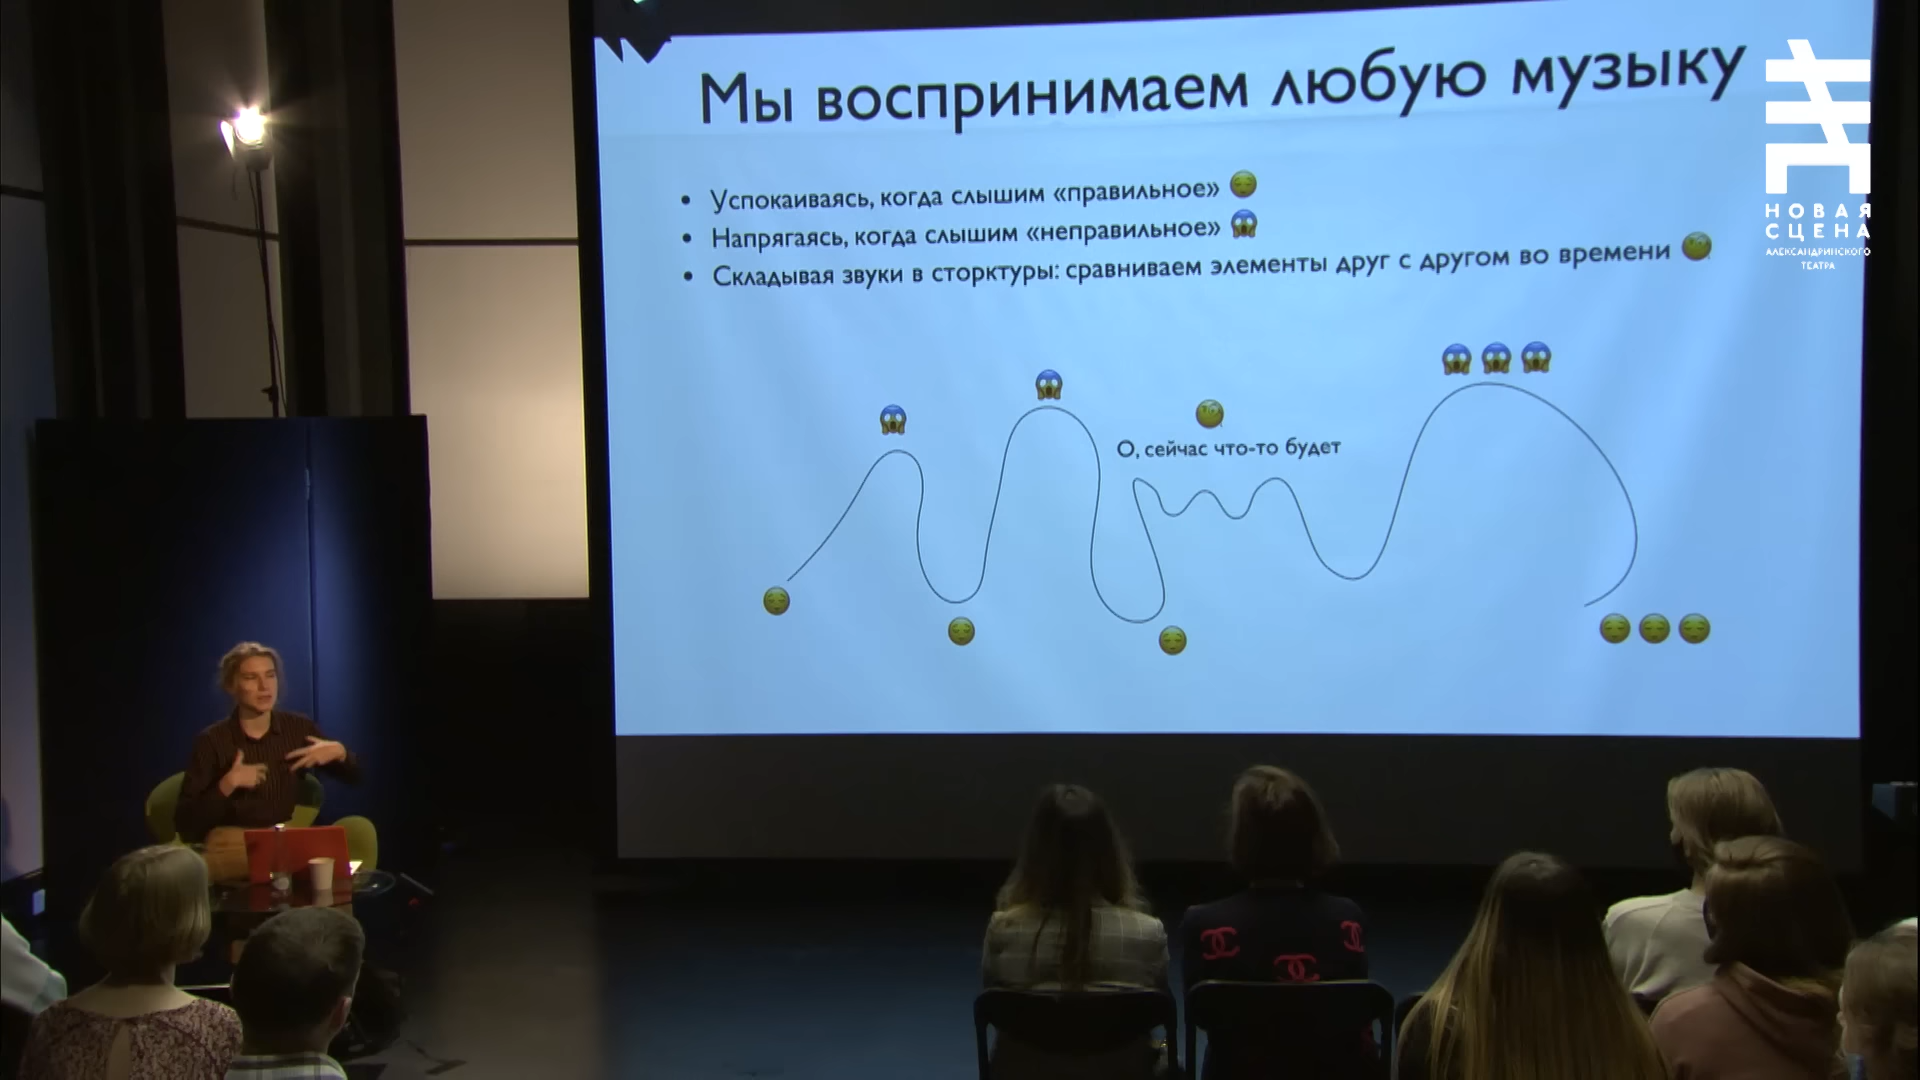 Мы воспринимаем любую музыку
• Успокаиваясь, когда слышим «правильное» 😌
• Напрягаясь, когда слышим «неправильное» 😱
• Складывая звуки в сторктуры: сравниваем элементы друг с другом во времени 🧐
О, сейчас что-то будет
НОВАЯ
СЦЕНА
АЛЕКСАНДРИНСКОГО
ТЕАТРА